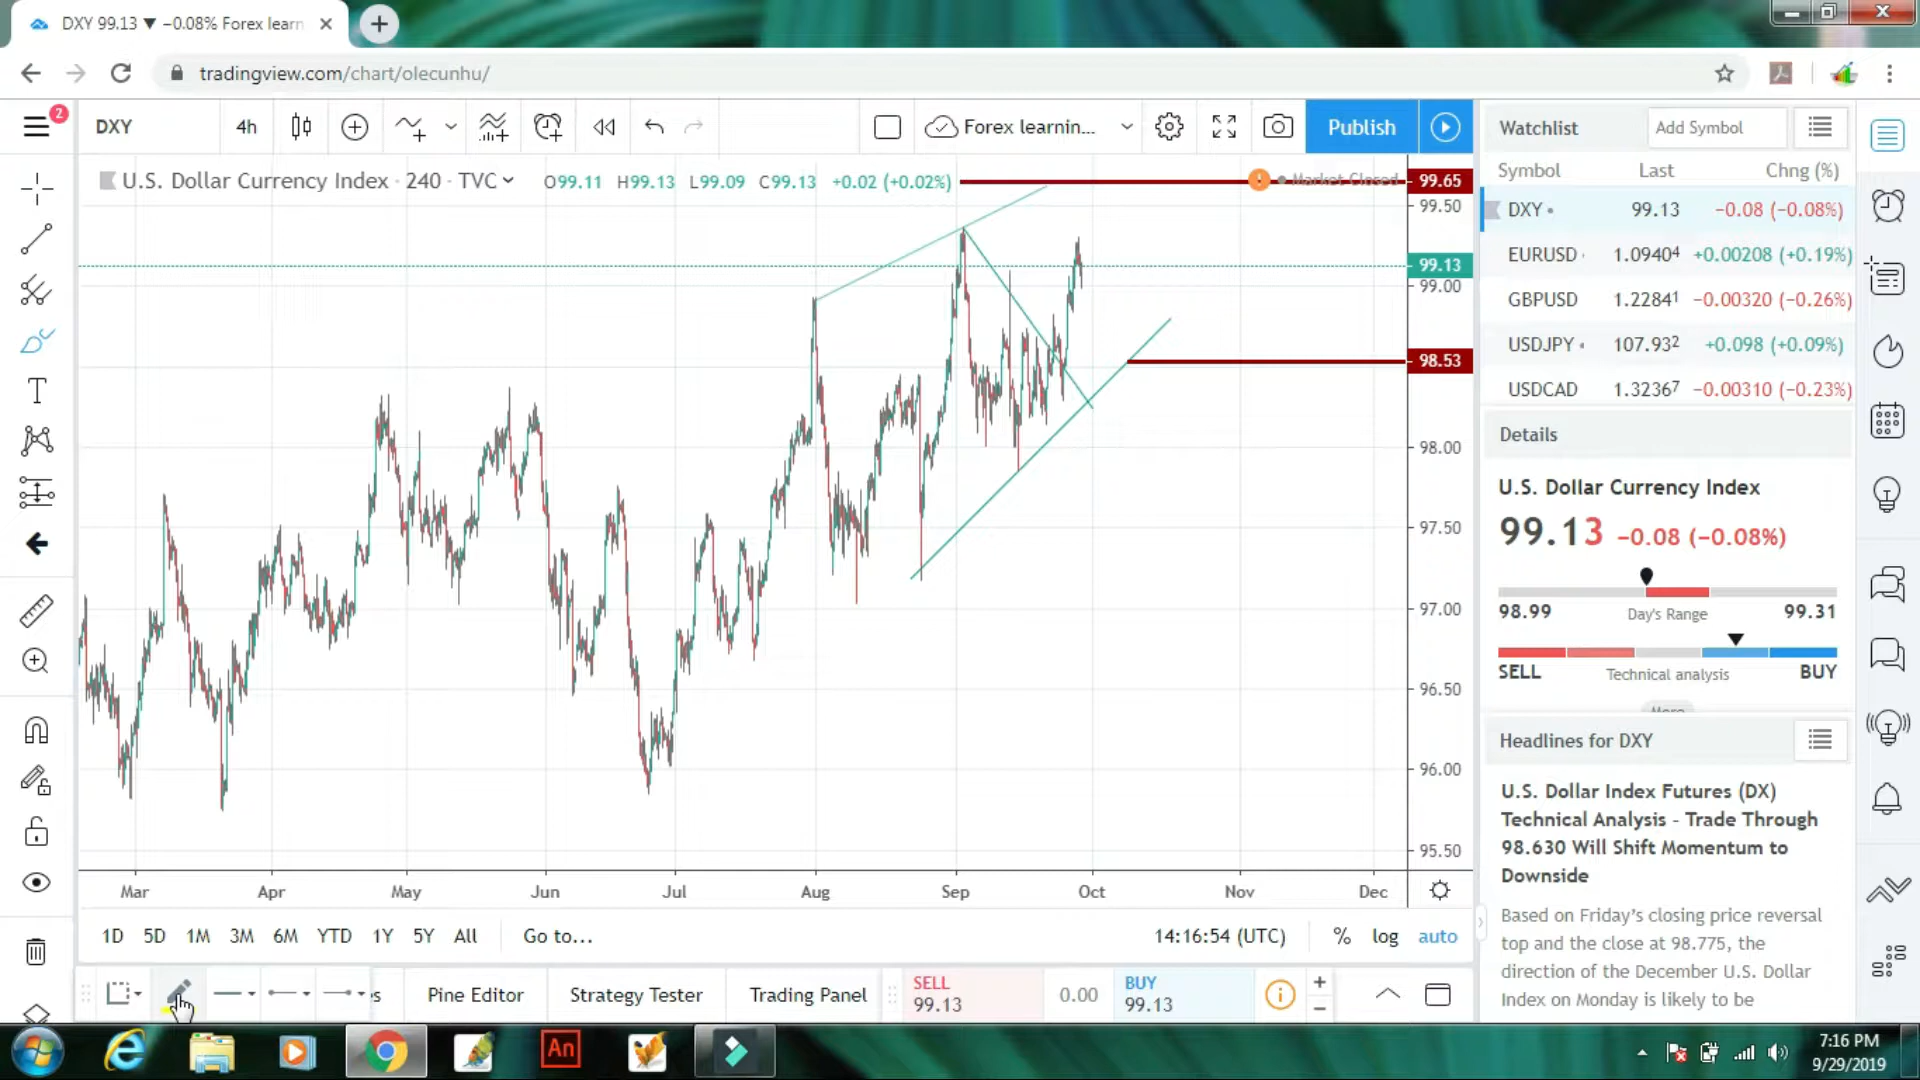 DXY 99.13 ▼ −0.08% Forex learn
tradingview.com/chart/olecunhu/
2
DXY
4h
Forex learnin...
Publish
Watchlist
Add Symbol
U.S. Dollar Currency Index · 240 · TVC
O99.11 H99.13 L99.09 C99.13 +0.02 (+0.02%)
Market Closed
99.65
99.50
99.13
99.00
98.53
98.00
97.50
97.00
96.50
96.00
95.50
Symbol Last Chng (%)
DXY 99.13 −0.08 (−0.08%)
EURUSD 1.09404 +0.00208 (+0.19%)
GBPUSD 1.22841 −0.00320 (−0.26%)
USDJPY 107.932 +0.098 (+0.09%)
USDCAD 1.32367 −0.00310 (−0.23%)
Details
U.S. Dollar Currency Index
99.13 −0.08 (−0.08%)
98.99 Day's Range 99.31
SELL Technical analysis BUY
More
Headlines for DXY
U.S. Dollar Index Futures (DX)
Technical Analysis - Trade Through
98.630 Will Shift Momentum to
Downside
Based on Friday's closing price reversal
top and the close at 98.775, the
direction of the December U.S. Dollar
Index on Monday is likely to be
Mar Apr May Jun Jul Aug Sep Oct Nov Dec
1D 5D 1M 3M 6M YTD 1Y 5Y All Go to... 14:16:54 (UTC) % log auto
s Pine Editor Strategy Tester Trading Panel
SELL
99.13
0.00
BUY
99.13
An
7:16 PM
9/29/2019